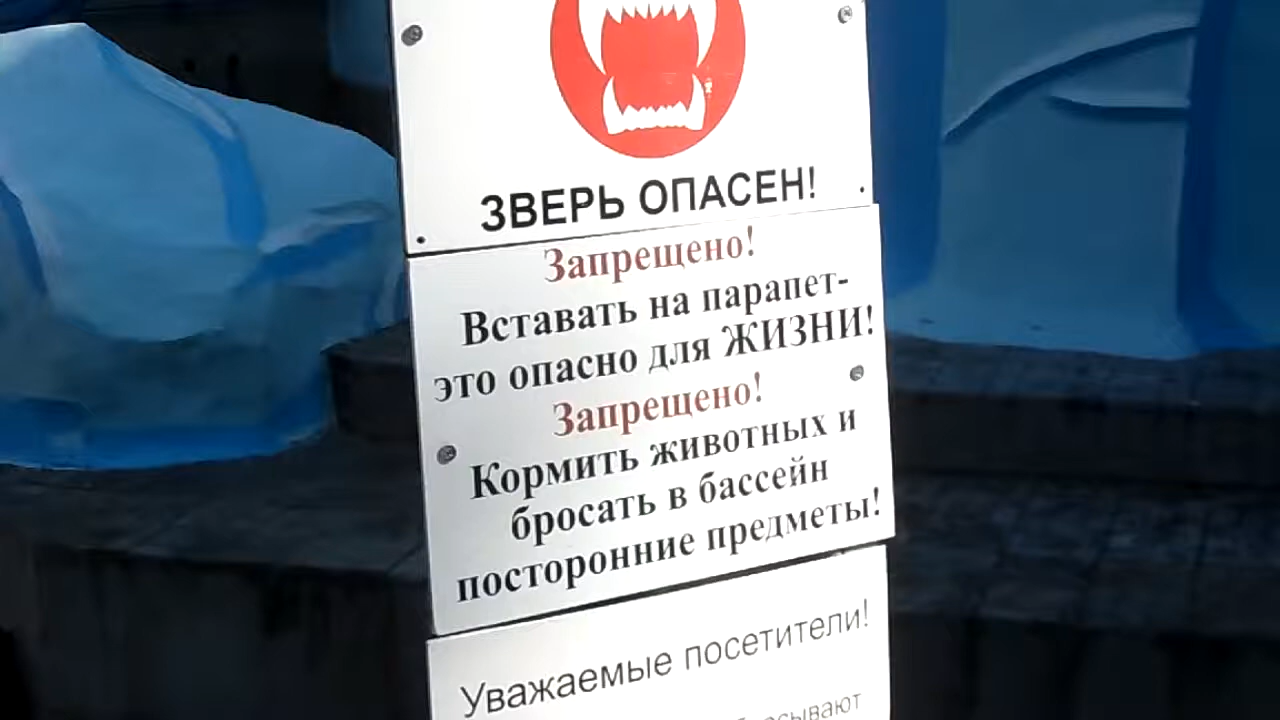 ЗВЕРЬ ОПАСЕН!
Запрещено!
Вставать на парапет-
это опасно для ЖИЗНИ!
Запрещено!
Кормить животных и
бросать в бассейн
посторонние предметы!
Уважаемые посетители!